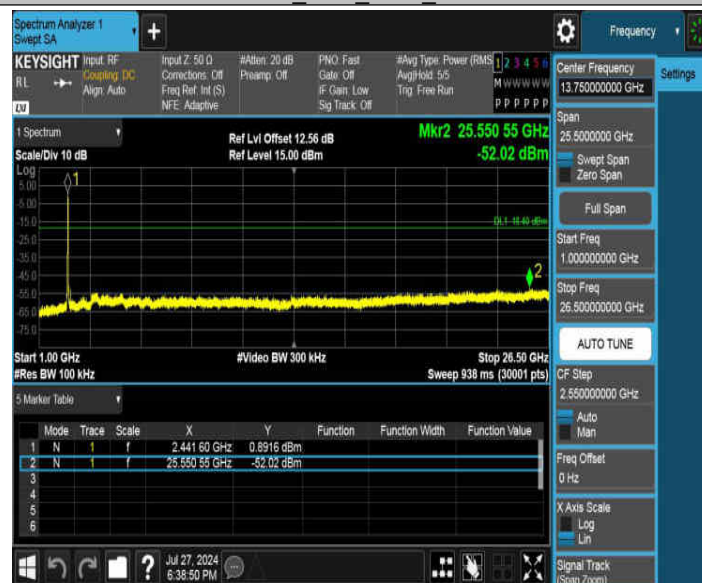 Spectrum Analyzer 1
Swept SA
+
Frequency
KEYSIGHT Input: RF Input Z: 50 Ω #Atten: 20 dB PNO: Fast #Avg Type: Power (RMS 1 2 3 4 5 6
RL Coupling: DC Corrections: Off Preamp: Off Gate: Off Avg|Hold: 5/5 M W W W W W
Align: Auto Freq Ref: Int (S) IF Gain: Low Trig: Free Run
NFE: Adaptive Sig Track: Off P P P P P P
1 Spectrum
Scale/Div 10 dB
Ref Lvl Offset 12.56 dB
Ref Level 15.00 dBm
Mkr2 25.550 55 GHz
-52.02 dBm
Log
5.00
-5.00
-15.0
-25.0
-35.0
-45.0
-55.0
-65.0
-75.0
1
DL1 -18.40 dBm
2
Start 1.00 GHz #Video BW 300 kHz Stop 26.50 GHz
#Res BW 100 kHz Sweep 938 ms (30001 pts)
5 Marker Table
Mode Trace Scale X Y Function Function Width Function Value
1 N 1 f 2.441 60 GHz 0.8916 dBm
2 N 1 f 25.550 55 GHz -52.02 dBm
3
4
5
6
Jul 27, 2024
6:38:50 PM
?
Center Frequency
13.750000000 GHz
Settings
Span
25.5000000 GHz
Swept Span
Zero Span
Full Span
Start Freq
1.000000000 GHz
Stop Freq
26.500000000 GHz
AUTO TUNE
CF Step
2.550000000 GHz
Auto
Man
Freq Offset
0 Hz
X Axis Scale
Log
Lin
Signal Track
(Span Zoom)